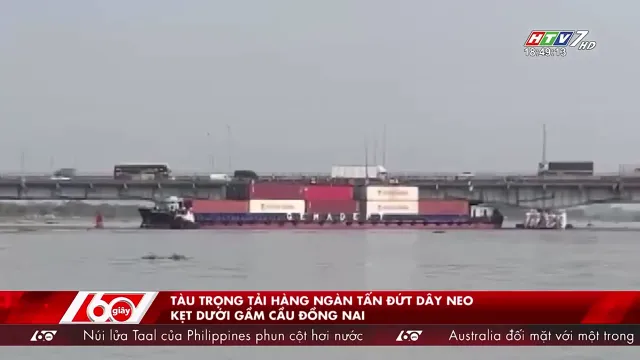 HTV7 HD
18:49:13
GEMADEPT
60 giây
TÀU TRỌNG TẢI HÀNG NGÀN TẤN ĐỨT DÂY NEO
KẸT DƯỚI GẦM CẦU ĐỒNG NAI
60 Núi lửa Taal của Philippines phun cột hơi nước 60 Australia đối mặt với một trong